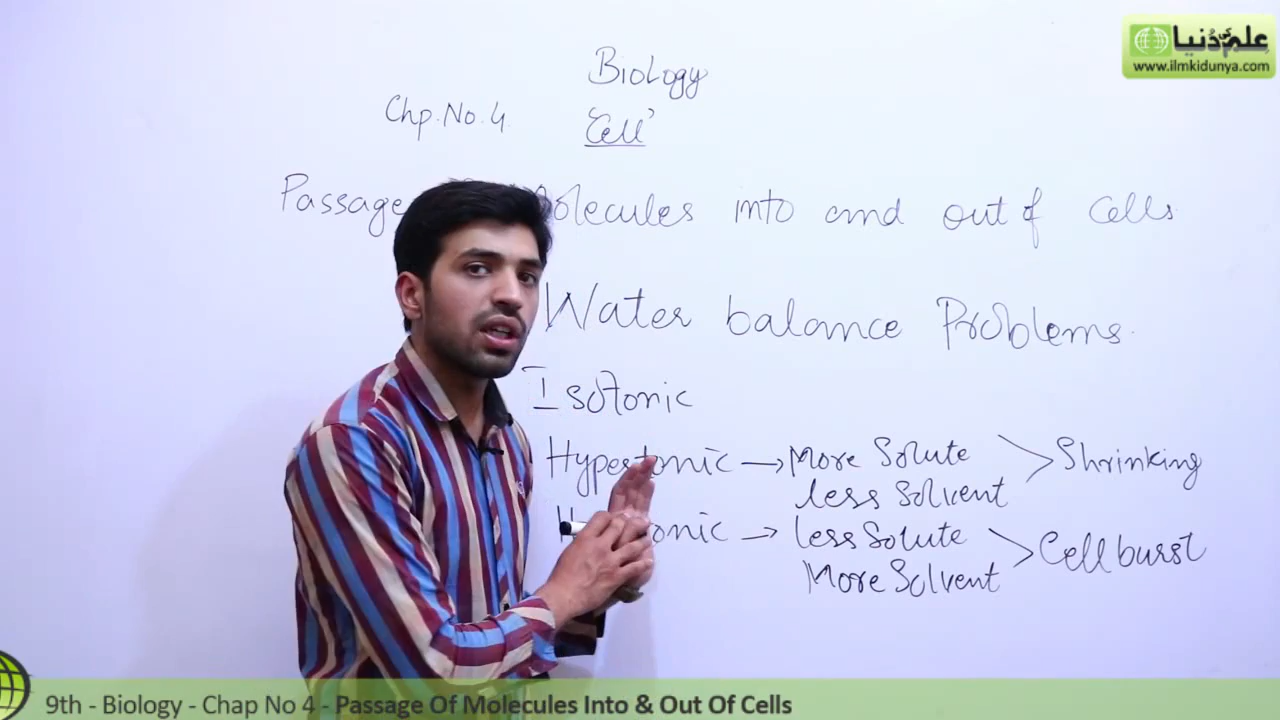 علم کی دُنیا
www.ilmkidunya.com
Biology
Chp.No.4
'Cell'
Passage Molecules into and out of Cells
Water balance Problems.
Isotonic
Hypertonic → More Solute > Shrinking
less Solvent
onic → less Solute > Cell burst
More Solvent
9th - Biology - Chap No 4 - Passage Of Molecules Into & Out Of Cells